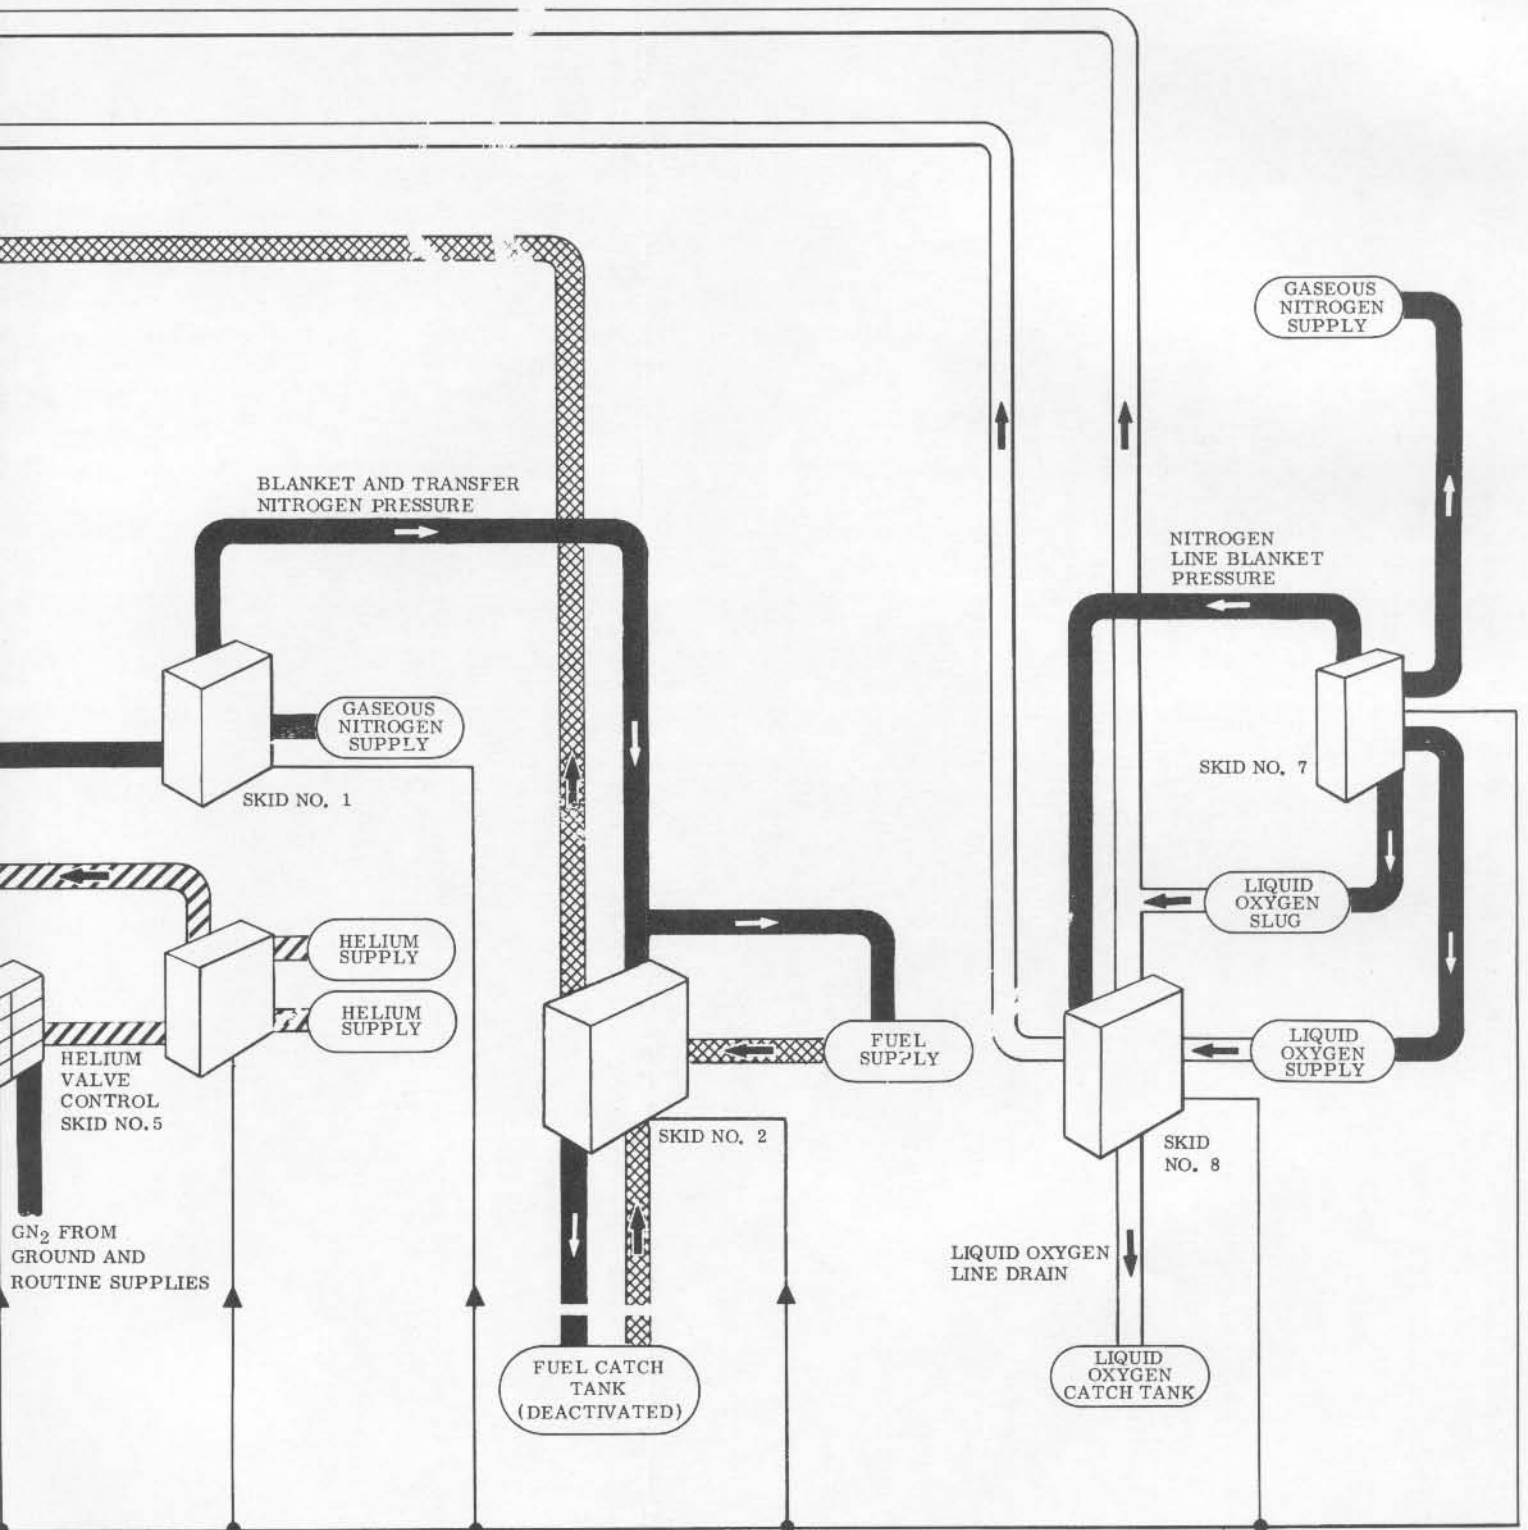 GASEOUS
NITROGEN
SUPPLY
BLANKET AND TRANSFER
NITROGEN PRESSURE
NITROGEN
LINE BLANKET
PRESSURE
GASEOUS
NITROGEN
SUPPLY
SKID NO. 1
SKID NO. 7
LIQUID
OXYGEN
SLUG
HELIUM
SUPPLY
HELIUM
SUPPLY
FUEL
SUPPLY
LIQUID
OXYGEN
SUPPLY
HELIUM
VALVE
CONTROL
SKID NO.5
SKID NO. 2
SKID
NO. 8
GN₂ FROM
GROUND AND
ROUTINE SUPPLIES
LIQUID OXYGEN
LINE DRAIN
FUEL CATCH
TANK
(DEACTIVATED)
LIQUID
OXYGEN
CATCH TANK